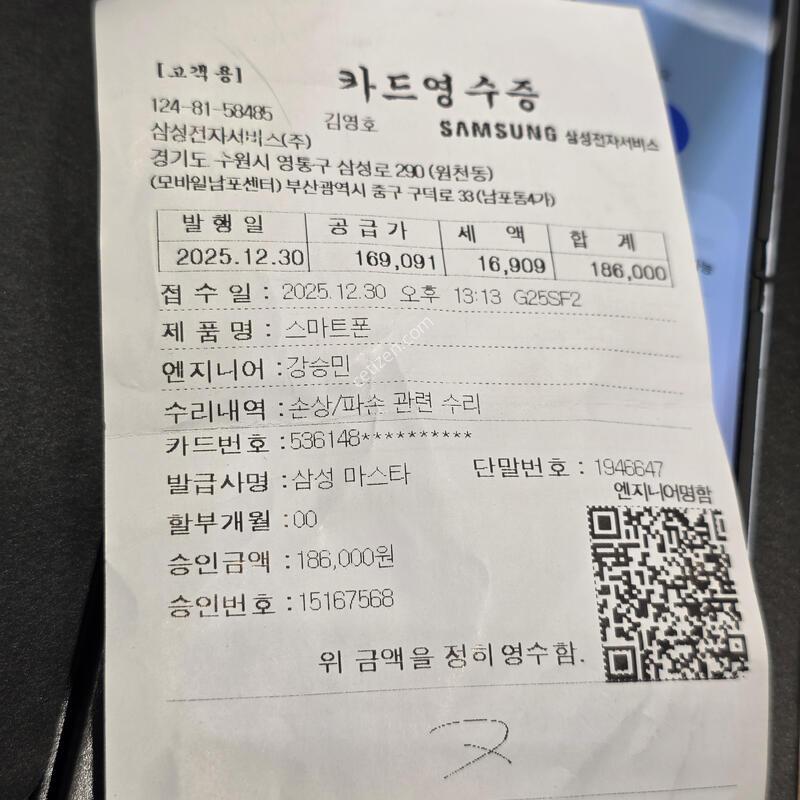 [고객용]
카드영수증
124-81-58485 김영호
SAMSUNG 삼성전자서비스
삼성전자서비스(주)
경기도 수원시 영통구 삼성로 290 (원천동)
(모바일남포센터) 부산광역시 중구 구덕로 33 (남포동4가)
발행일 공급가 세액 합계
2025.12.30 169,091 16,909 186,000
접수일 : 2025.12.30 오후 13:13 G25SF2
제품명 : 스마트폰
엔지니어 : 강승민
수리내역 : 손상/파손 관련 수리
카드번호 : 536148**********
발급사명 : 삼성 마스타 단말번호 : 1946647
엔지니어명함
할부개월 : 00
승인금액 : 186,000원
승인번호 : 15167568
위 금액을 정히영수함.